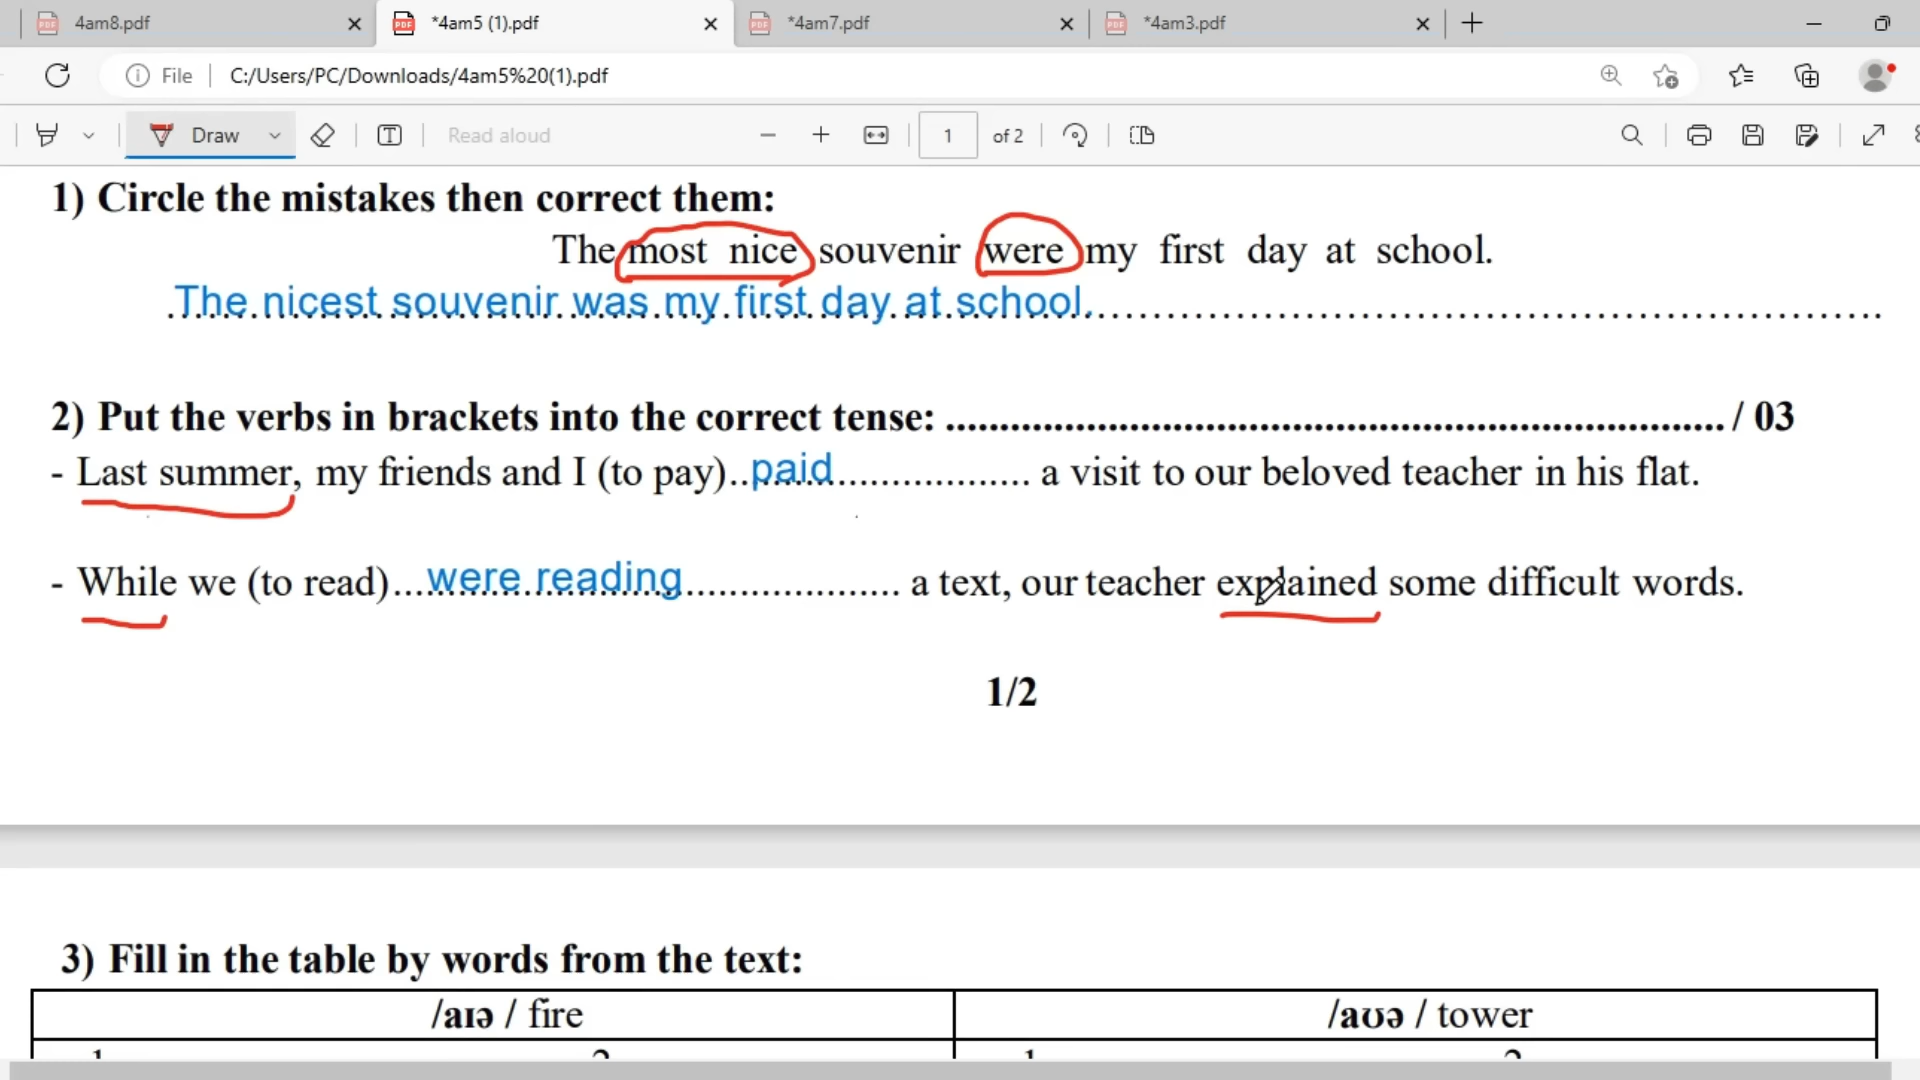 4am8.pdf
*4am5 (1).pdf
*4am7.pdf
*4am3.pdf
File
C:/Users/PC/Downloads/4am5%20(1).pdf
Draw
Read aloud
1
of 2
1) Circle the mistakes then correct them:
The most nice souvenir were my first day at school.
The nicest souvenir was my first day at school.
2) Put the verbs in brackets into the correct tense: ........................................................................ / 03
- Last summer, my friends and I (to pay)..paid.................... a visit to our beloved teacher in his flat.
- While we (to read)...were reading.................... a text, our teacher explained some difficult words.
1/2
3) Fill in the table by words from the text:
/aɪə / fire
/aʊə / tower